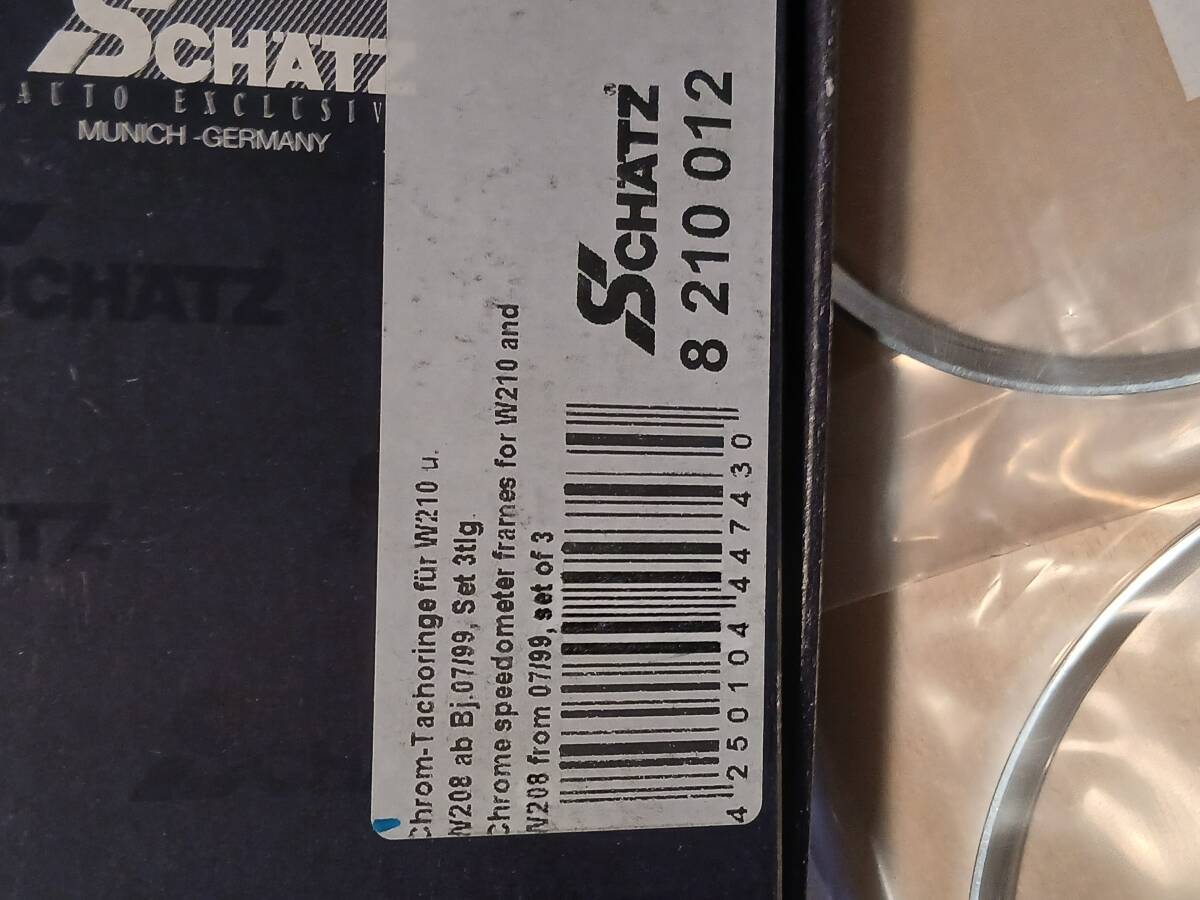 SCHATZ
AUTO EXCLUSIV
MUNICH -GERMANY
SCHATZ
Chrom-Tachoringe für W210 u.
W208 ab Bj.07/99, Set 3tlg.
Chrome speedometer frames for W210 and
W208 from 07/99, set of 3
4 250104 447430
SCHATZ®
8 210 012